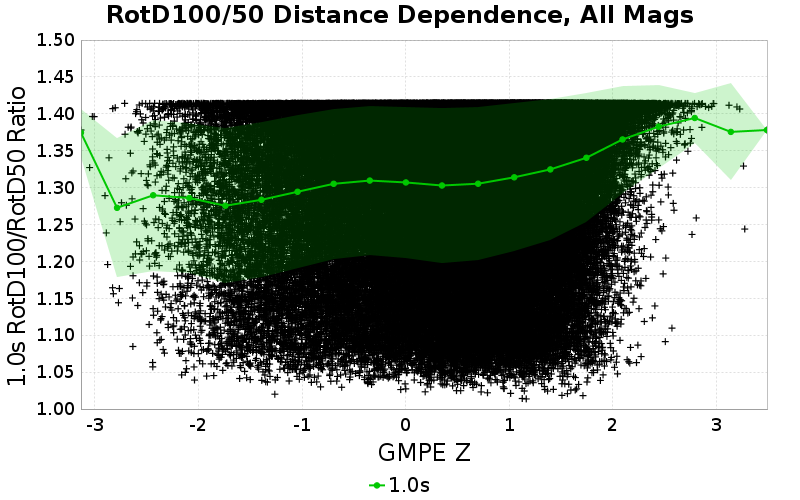 RotD100/50 Distance Dependence, All Mags
1.0s RotD100/RotD50 Ratio
1.50
1.45
1.40
1.35
1.30
1.25
1.20
1.15
1.10
1.05
1.00
-3 -2 -1 0 1 2 3
GMPE Z
1.0s